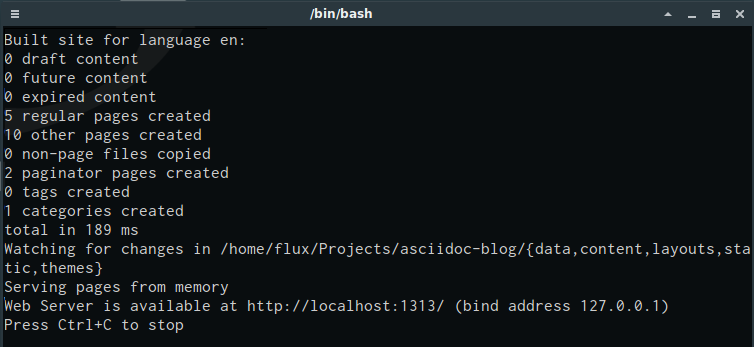 /bin/bash
Built site for language en:
0 draft content
0 future content
0 expired content
5 regular pages created
10 other pages created
0 non-page files copied
2 paginator pages created
0 tags created
1 categories created
total in 189 ms
Watching for changes in /home/flux/Projects/asciidoc-blog/{data,content,layouts,sta
tic,themes}
Serving pages from memory
Web Server is available at http://localhost:1313/ (bind address 127.0.0.1)
Press Ctrl+C to stop